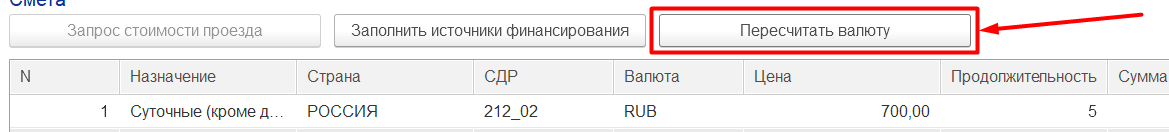 Смета
Запрос стоимости проезда Заполнить источники финансирования Пересчитать валюту
N Назначение Страна СДР Валюта Цена Продолжительность Сумма
1 Суточные (кроме д... РОССИЯ 212_02 RUB 700,00 5